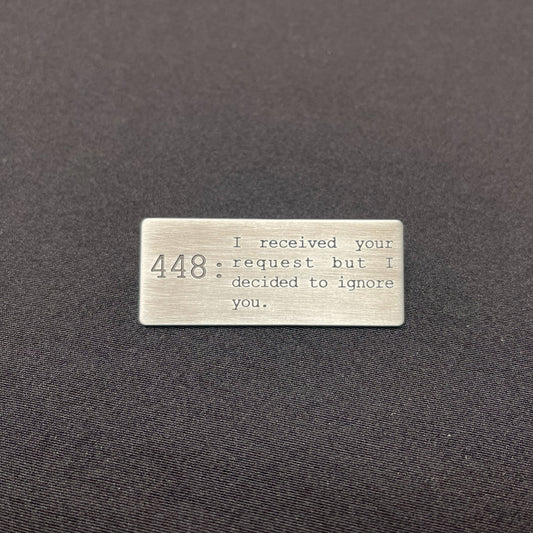 448:
I received your
request but I
decided to ignore
you.